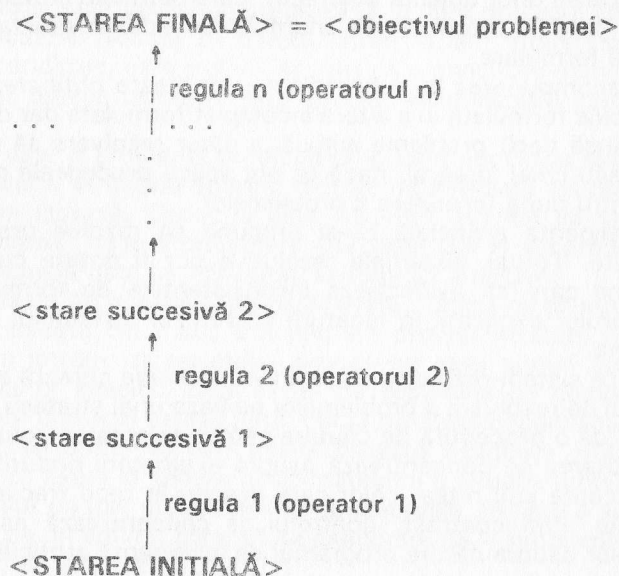 <STAREA FINALĂ> = <obiectivul problemei>
regula n (operatorul n)
. . . . . . .
<stare succesivă 2>
regula 2 (operatorul 2)
<stare succesivă 1>
regula 1 (operator 1)
<STAREA INIȚIALĂ>